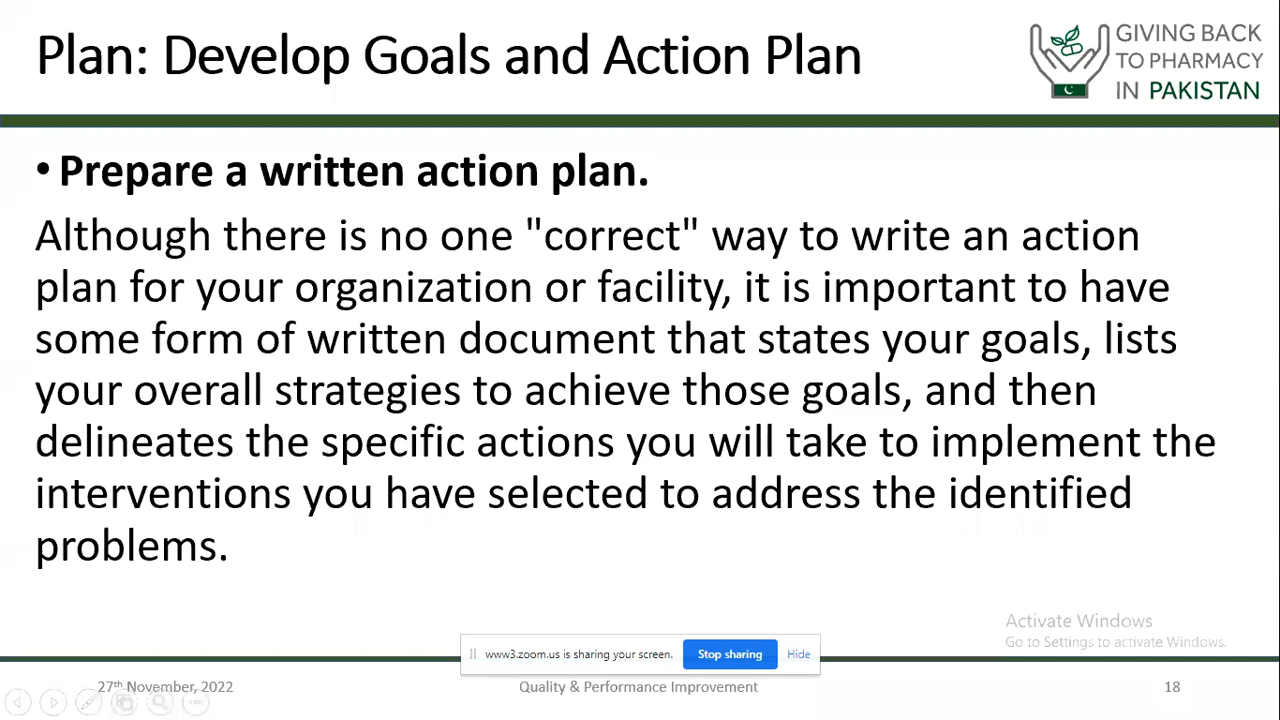 Plan: Develop Goals and Action Plan
GIVING BACK
TO PHARMACY
IN PAKISTAN
• Prepare a written action plan.
Although there is no one "correct" way to write an action
plan for your organization or facility, it is important to have
some form of written document that states your goals, lists
your overall strategies to achieve those goals, and then
delineates the specific actions you will take to implement the
interventions you have selected to address the identified
problems.
Activate Windows
Go to Settings to activate Windows.
www3.zoom.us is sharing your screen.
Stop sharing
Hide
27th November, 2022
Quality & Performance Improvement
18